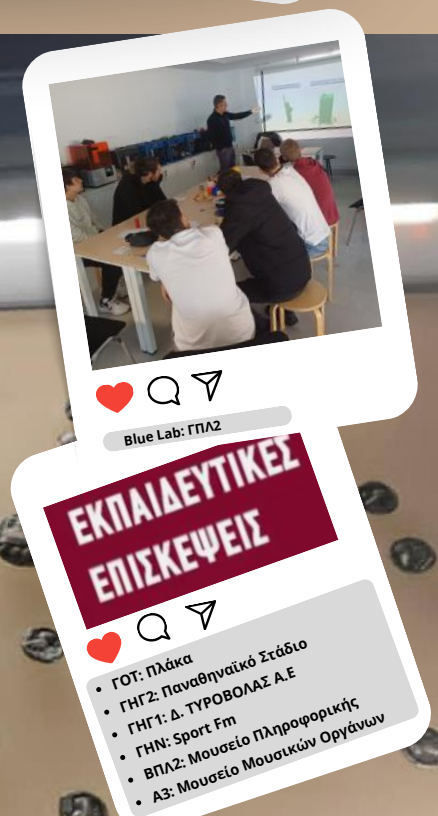 Blue Lab: ΓΠΛ2
ΕΚΠΑΙΔΕΥΤΙΚΕΣ
ΕΠΙΣΚΕΨΕΙΣ
• ΓΟΤ: Πλάκα
• ΓΗΓ2: Παναθηναϊκό Στάδιο
• ΓΗΓ1: Δ. ΤΥΡΟΒΟΛΑΣ Α.Ε
• ΓΗΝ: Sport Fm
• ΒΠΛ2: Μουσείο Πληροφορικής
• Α3: Μουσείο Μουσικών Οργάνων